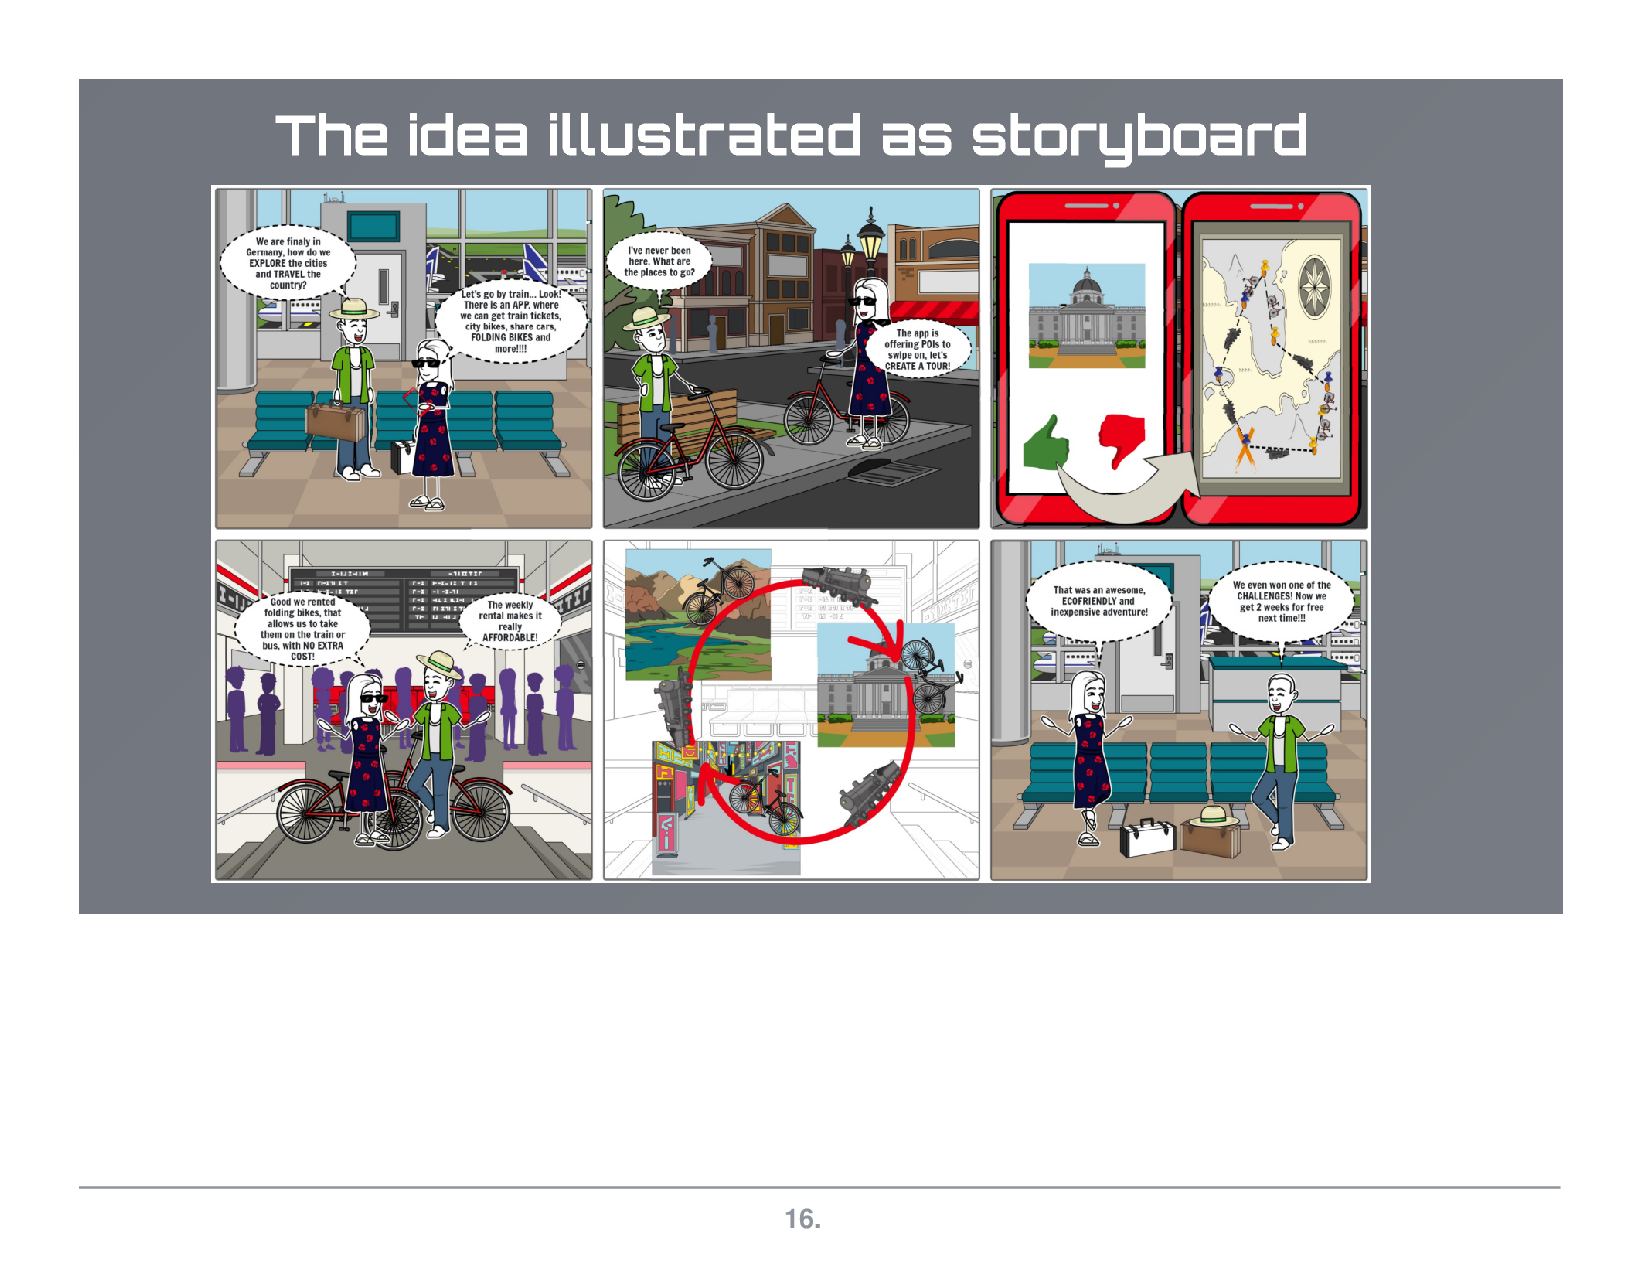 The idea illustrated as storyboard
We are finaly in
Germany, how do we
EXPLORE the cities
and TRAVEL the
country?
Let's go by train... Look!
There is an APP, where
we can get train tickets,
city bikes, share cars,
FOLDING BIKES and
more!!!!
I've never been
here. What are
the places to go?
The app is
offering POIs to
swipe on, let's
CREATE A TOUR!
Good we rented
folding bikes, that
allows us to take
them on the train or
bus, with NO EXTRA
COST!
The weekly
rental makes it
really
AFFORDABLE!
That was an awesome,
ECOFRIENDLY and
inexpensive adventure!
We even won one of the
CHALLENGES! Now we
get 2 weeks for free
next time!!!
16.